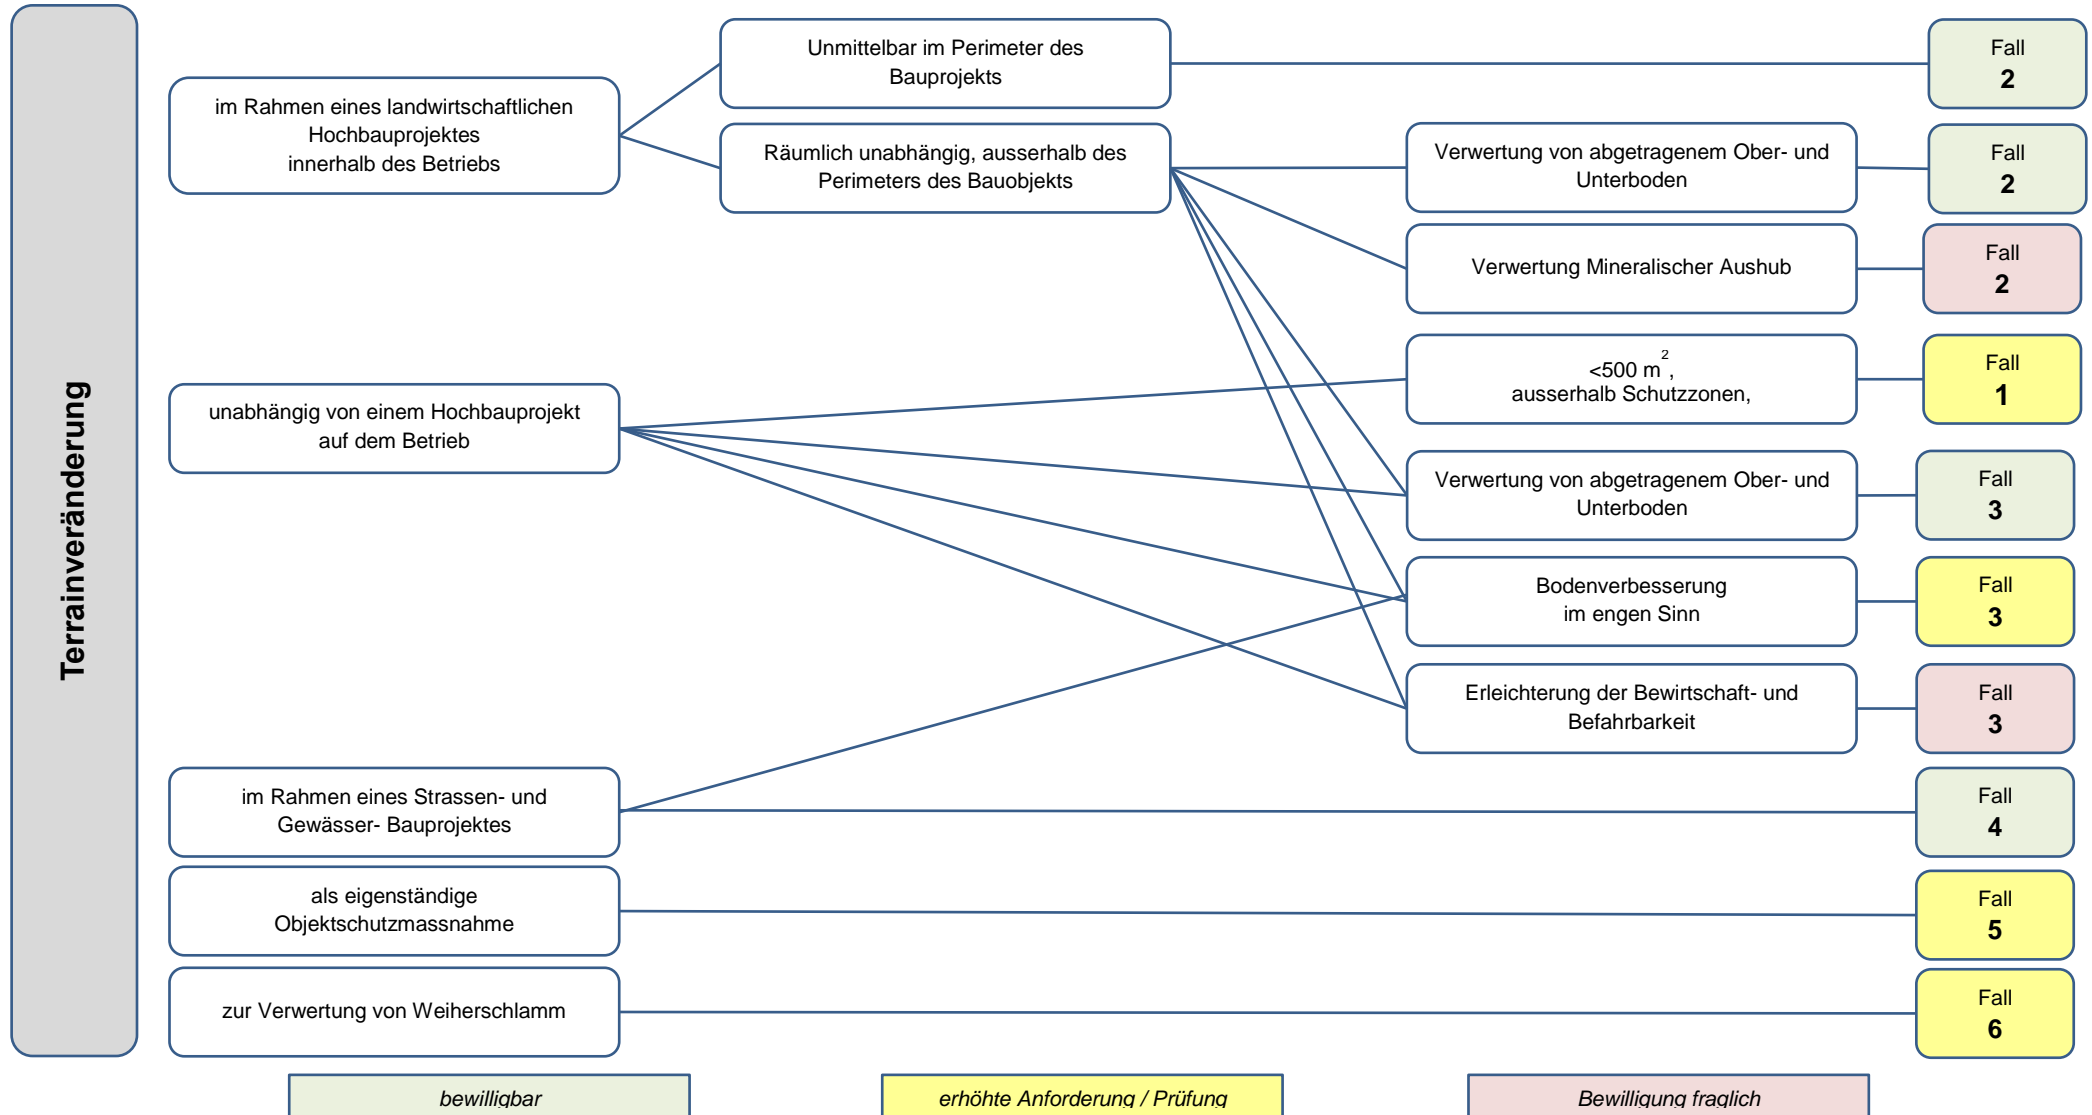 Terrainveränderung
im Rahmen eines landwirtschaftlichen
Hochbauprojektes
innerhalb des Betriebs
Unmittelbar im Perimeter des
Bauprojekts
Fall
2
Räumlich unabhängig, ausserhalb des
Perimeters des Bauobjekts
Verwertung von abgetragenem Ober- und
Unterboden
Fall
2
Verwertung Mineralischer Aushub
Fall
2
unabhängig von einem Hochbauprojekt
auf dem Betrieb
<500 m²,
ausserhalb Schutzzonen,
Fall
1
Verwertung von abgetragenem Ober- und
Unterboden
Fall
3
Bodenverbesserung
im engen Sinn
Fall
3
Erleichterung der Bewirtschaft- und
Befahrbarkeit
Fall
3
im Rahmen eines Strassen- und
Gewässer- Bauprojektes
Fall
4
als eigenständige
Objektschutzmassnahme
Fall
5
zur Verwertung von Weiherschlamm
Fall
6
bewilligbar
erhöhte Anforderung / Prüfung
Bewilligung fraglich